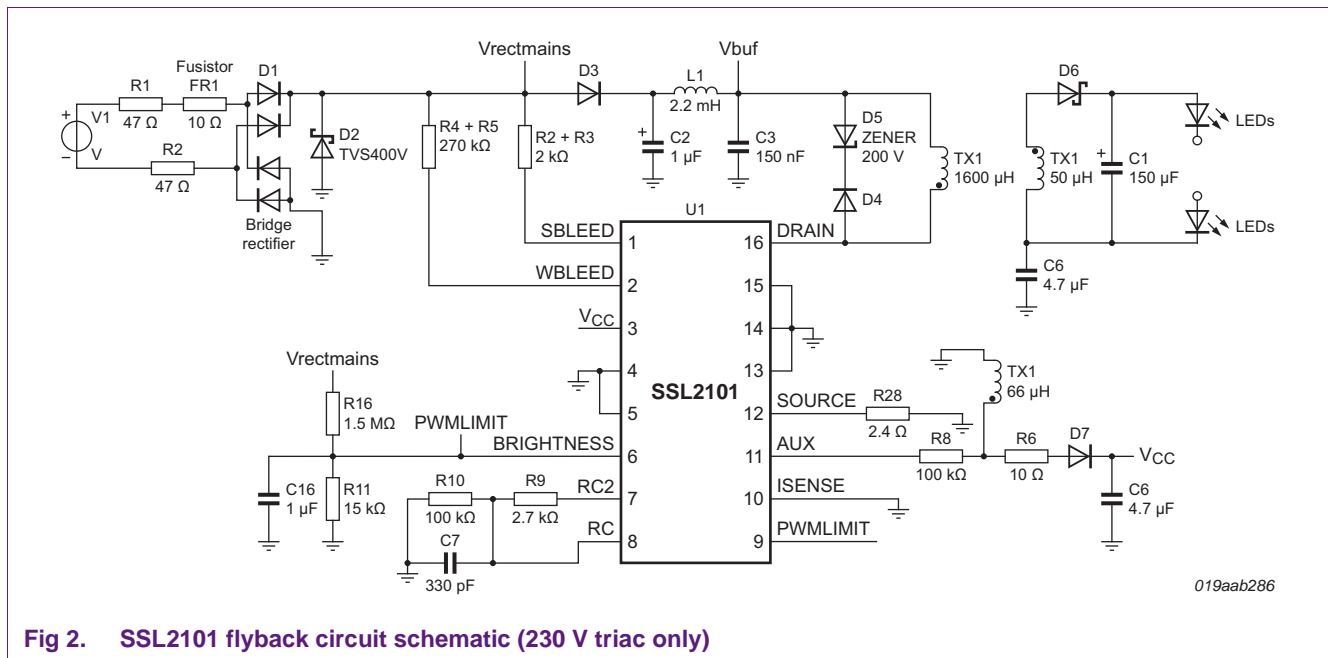 Vrectmains
Vbuf
Fusistor
R1
FR1
D1
D3
L1
D6
47 Ω
10 Ω
2.2 mH
+
V1
V
−
D2
TVS400V
R4 + R5
270 kΩ
R2 + R3
2 kΩ
+
C2
1 µF
C3
150 nF
D5
ZENER
200 V
TX1
1600 µH
TX1
50 µH
+
C1
150 µF
LEDs
R2
47 Ω
D4
Bridge
rectifier
U1
LEDs
SBLEED
1
16
DRAIN
C6
4.7 µF
WBLEED
2
15
VCC
3
14
Vrectmains
4
13
TX1
66 µH
SSL2101
R16
1.5 MΩ
PWMLIMIT
5
12
SOURCE
R28
2.4 Ω
BRIGHTNESS
6
11
AUX
R8
100 kΩ
R6
10 Ω
D7
VCC
C16
1 µF
R11
15 kΩ
R10
100 kΩ
R9
2.7 kΩ
RC2
7
10
ISENSE
C6
4.7 µF
C7
330 pF
RC
8
9
PWMLIMIT
019aab286
Fig 2. SSL2101 flyback circuit schematic (230 V triac only)